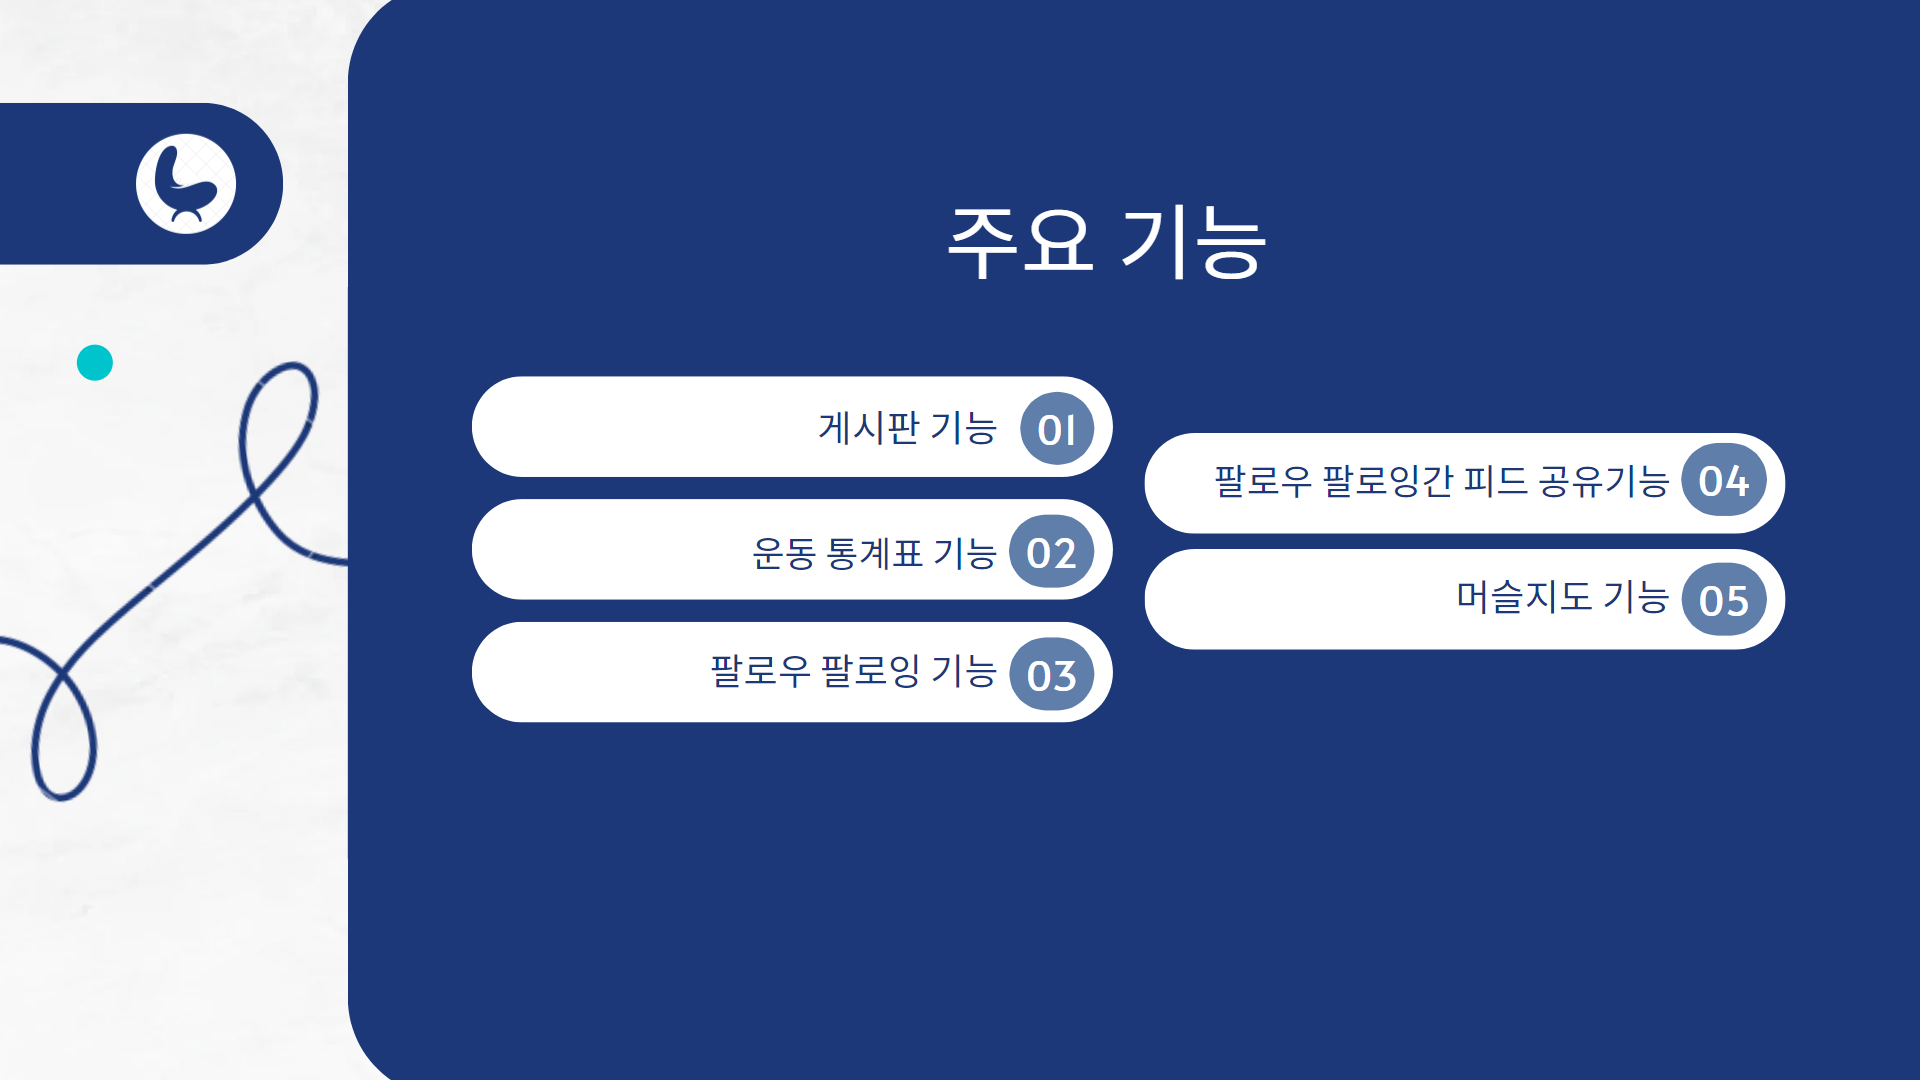 주요 기능
게시판 기능 01
운동 통계표 기능 02
팔로우 팔로잉 기능 03
팔로우 팔로잉간 피드 공유기능 04
머슬지도 기능 05